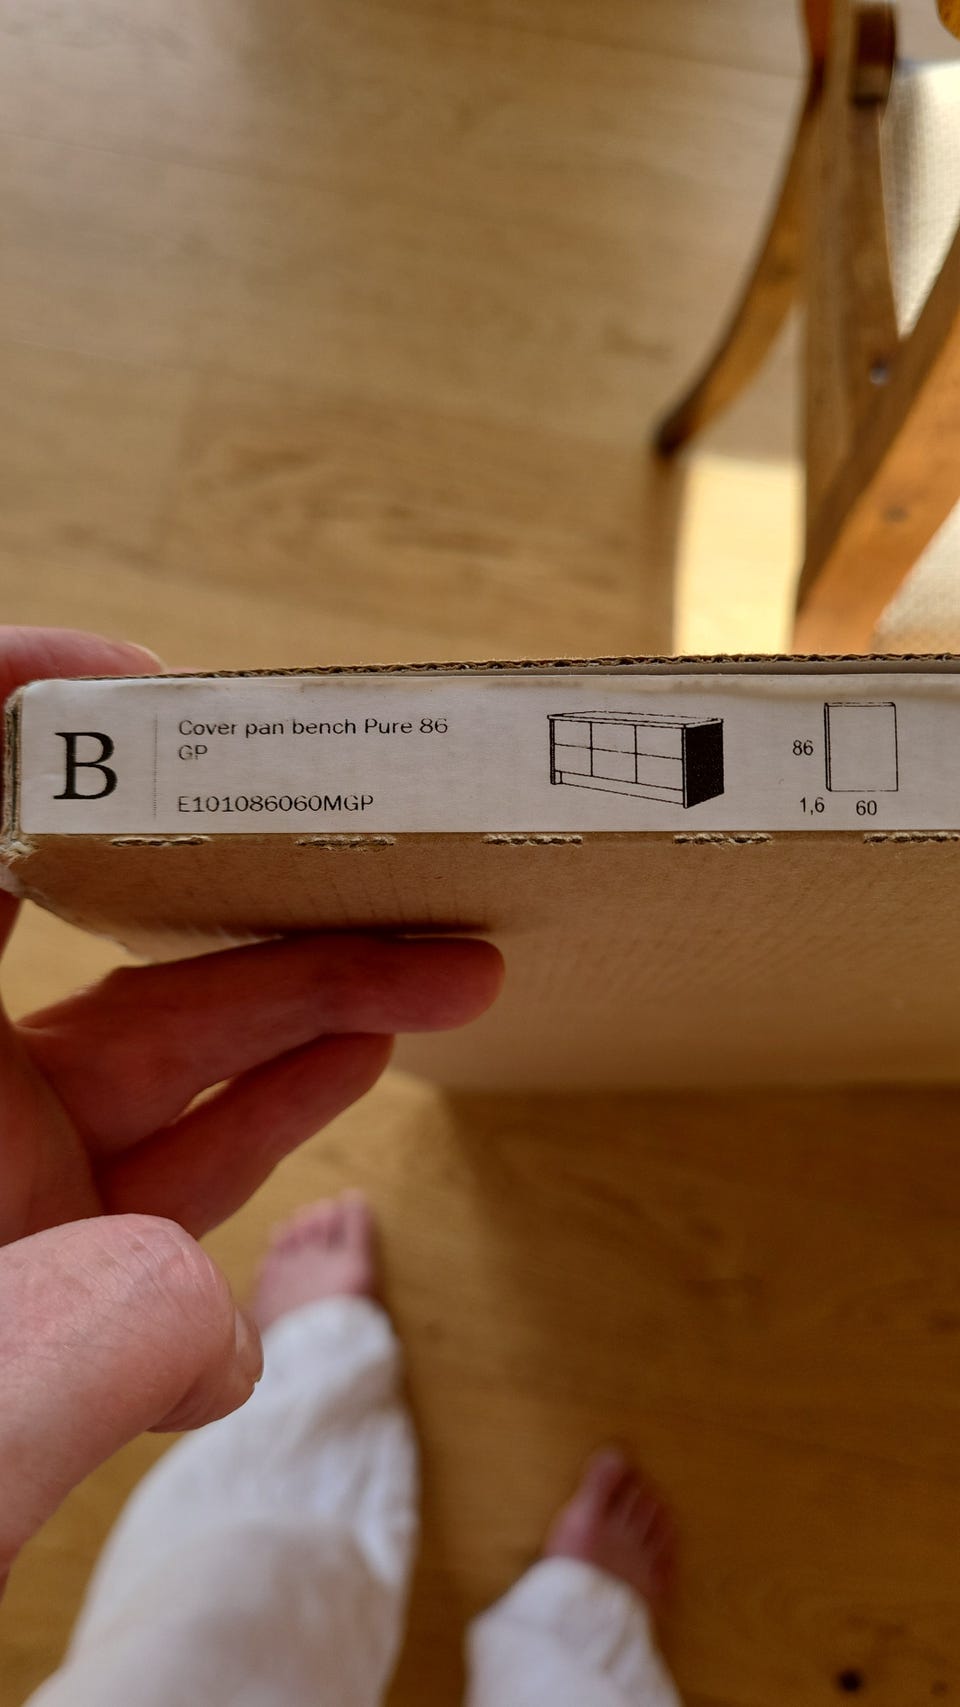 B
Cover pan bench Pure 86
GP
E101086060MGP
86
1,6 60